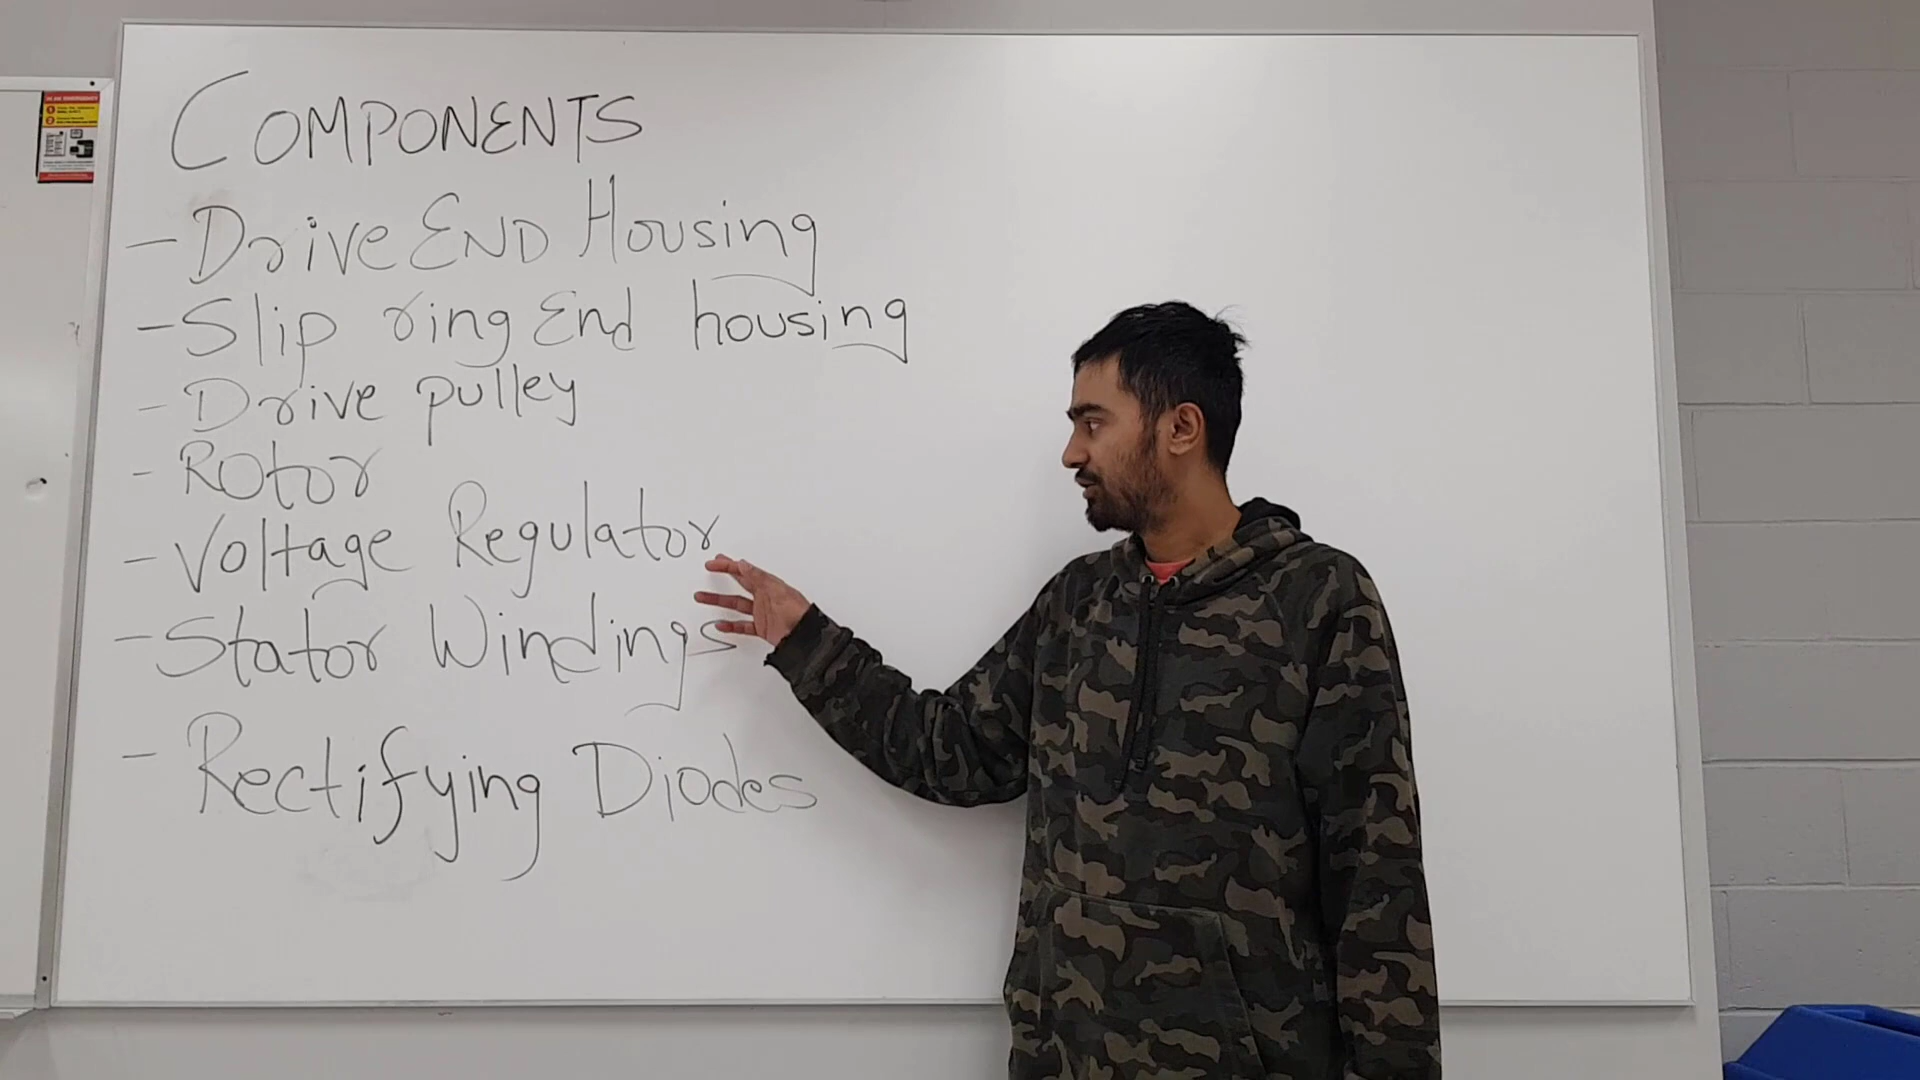 COMPONENTS
- Drive END Housing
- Slip ring End housing
- Drive pulley
- Rotor
- Voltage Regulator
- Stator Windings
- Rectifying Diodes